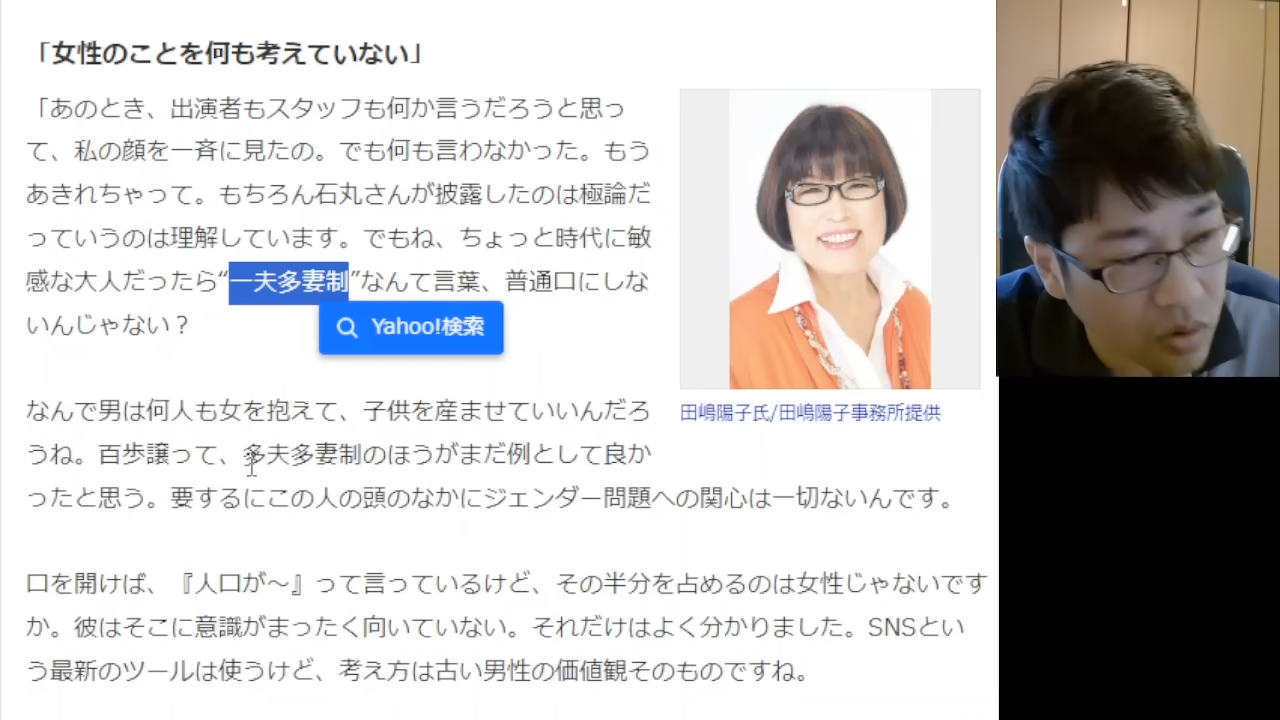 「女性のことを何も考えていない」
「あのとき、出演者もスタッフも何か言うだろうと思っ
て、私の顔を一斉に見たの。でも何も言わなかった。もう
あきれちゃって。もちろん石丸さんが披露したのは極論だ
っていうのは理解しています。でもね、ちょっと時代に敏
感な大人だったら“一夫多妻制”なんて言葉、普通口にしな
いんじゃない？
Yahoo!検索
なんで男は何人も女を抱えて、子供を産ませていいんだろ
うね。百歩譲って、多夫多妻制のほうがまだ例として良か
ったと思う。要するにこの人の頭のなかにジェンダー問題への関心は一切ないんです。
田嶋陽子氏/田嶋陽子事務所提供
口を開けば、『人口が〜』って言っているけど、その半分を占めるのは女性じゃないです
か。彼はそこに意識がまったく向いていない。それだけはよく分かりました。SNSとい
う最新のツールは使うけど、考え方は古い男性の価値観そのものですね。